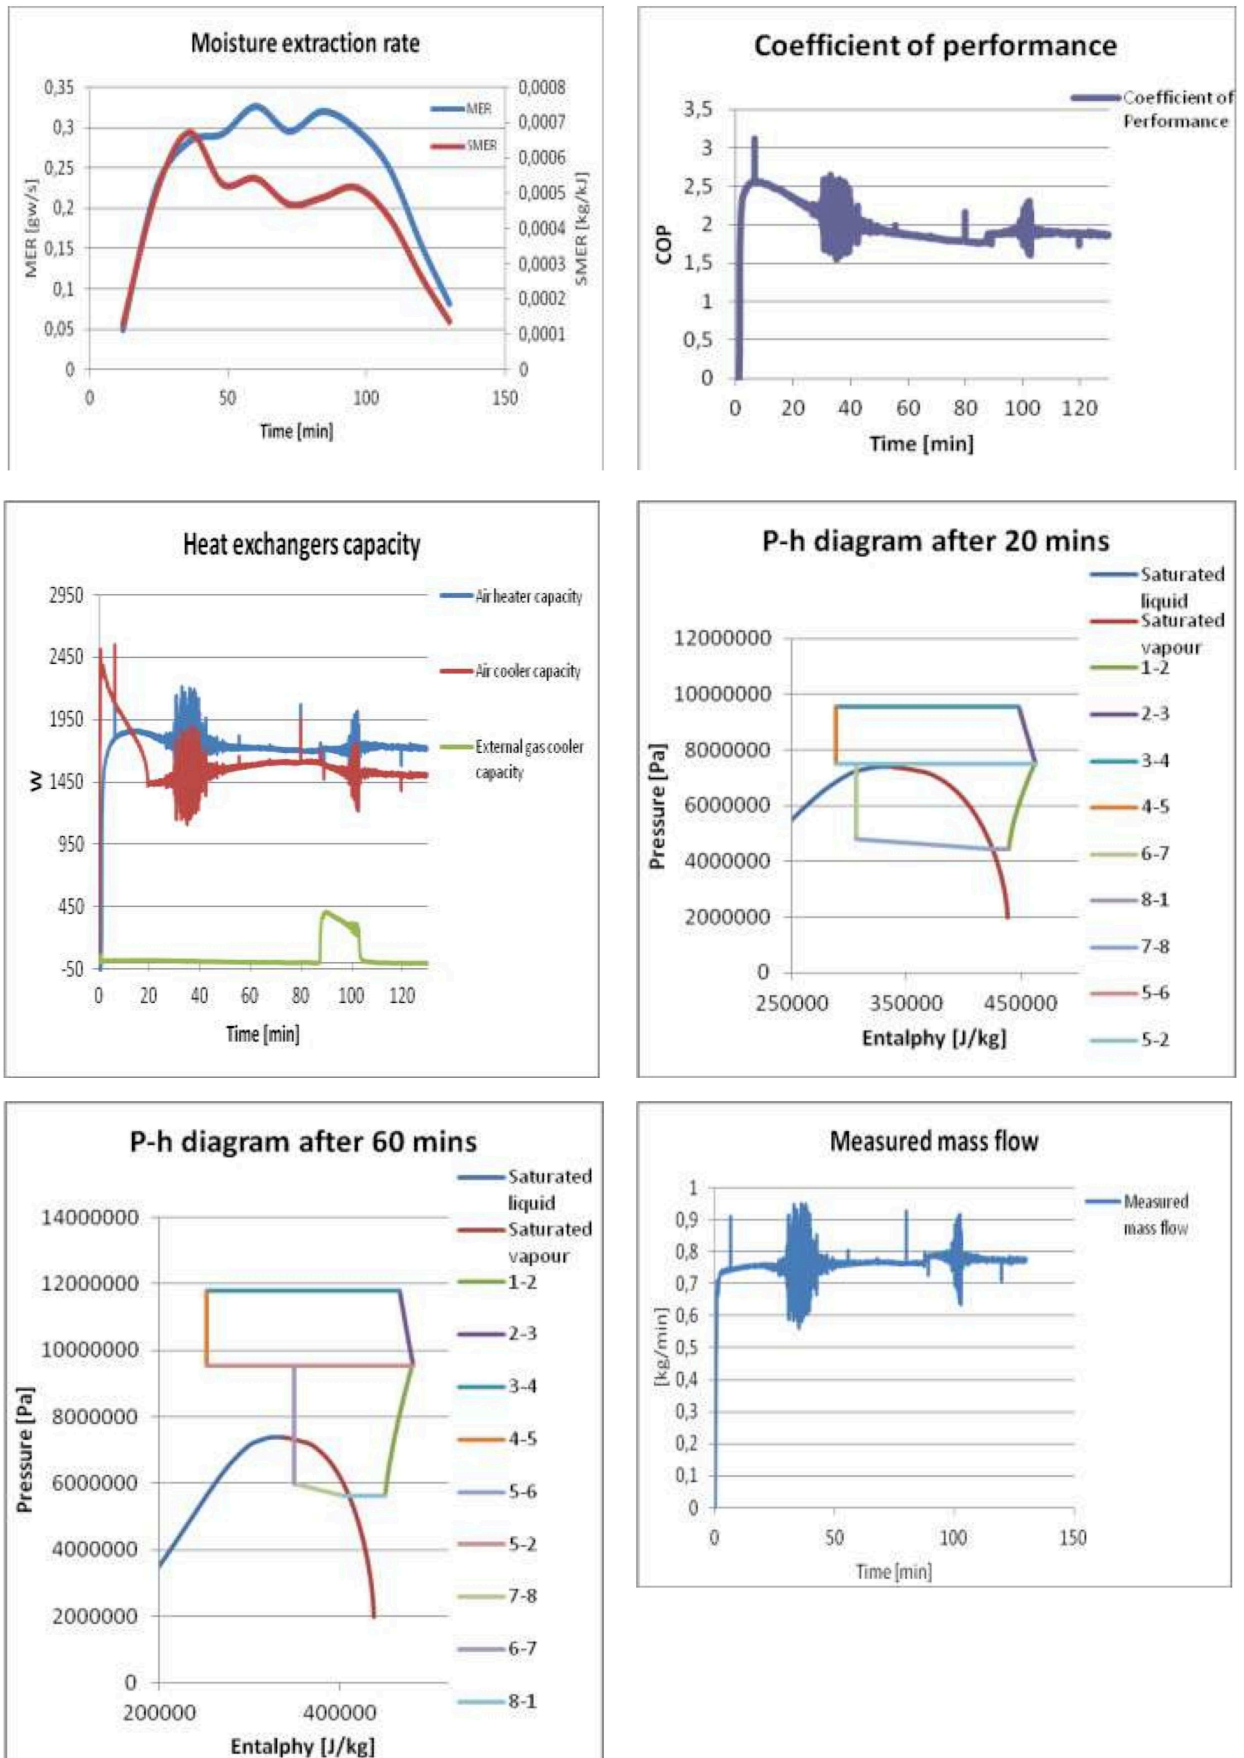 Moisture extraction rate
0,35
0,3
0,25
0,2
0,15
0,1
0,05
0
MER [gw/s]
0,0008
0,0007
0,0006
0,0005
0,0004
0,0003
0,0002
0,0001
0
SMER [kg/kJ]
MER
SMER
0 50 100 150
Time [min]
Coefficient of performance
Coefficient of
Performance
3,5
3
2,5
2
1,5
1
0,5
0
COP
0 20 40 60 80 100 120
Time [min]
Heat exchangers capacity
2950
2450
1950
1450
950
450
-50
W
Air heater capacity
Air cooler capacity
External gas cooler
capacity
0 20 40 60 80 100 120
Time [min]
P-h diagram after 20 mins
Saturated
liquid
Saturated
vapour
1-2
2-3
3-4
4-5
6-7
8-1
7-8
5-6
5-2
12000000
10000000
8000000
6000000
4000000
2000000
0
Pressure [Pa]
250000 350000 450000
Entalphy [J/kg]
P-h diagram after 60 mins
Saturated
liquid
Saturated
vapour
1-2
2-3
3-4
4-5
5-6
5-2
7-8
6-7
8-1
14000000
12000000
10000000
8000000
6000000
4000000
2000000
0
Pressure [Pa]
200000 400000
Entalphy [J/kg]
Measured mass flow
Measured
mass flow
1
0,9
0,8
0,7
0,6
0,5
0,4
0,3
0,2
0,1
0
[kg/min]
0 50 100 150
Time [min]